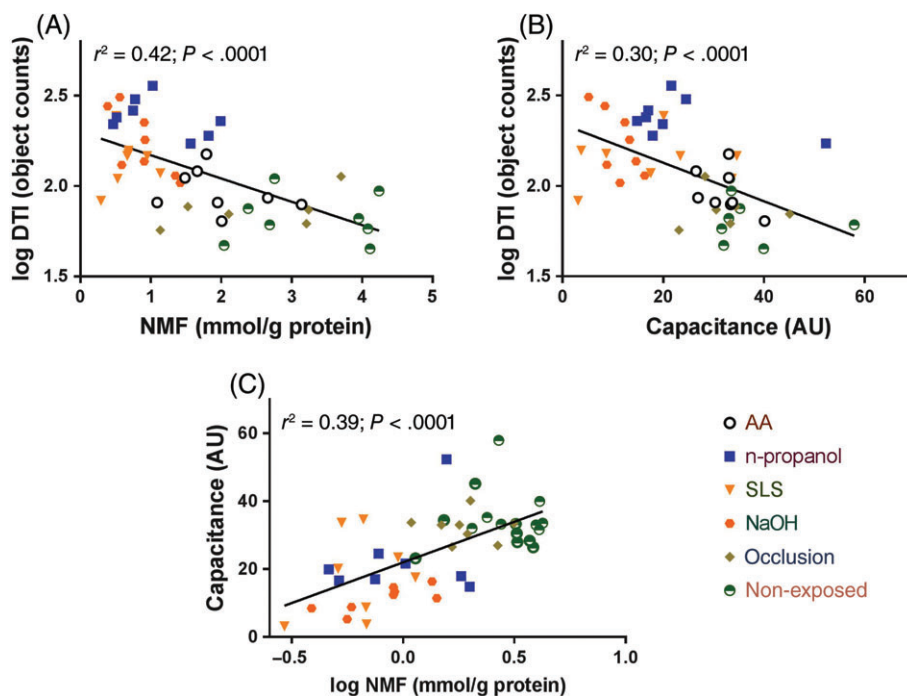 (A)
r² = 0.42; P < .0001
log DTI (object counts)
2.5
2.0
1.5
0 1 2 3 4 5
NMF (mmol/g protein)
(B)
r² = 0.30; P < .0001
log DTI (object counts)
2.5
2.0
1.5
0 20 40 60
Capacitance (AU)
(C)
r² = 0.39; P < .0001
Capacitance (AU)
60
40
20
0
−0.5 0.0 0.5 1.0
log NMF (mmol/g protein)
AA
n-propanol
SLS
NaOH
Occlusion
Non-exposed